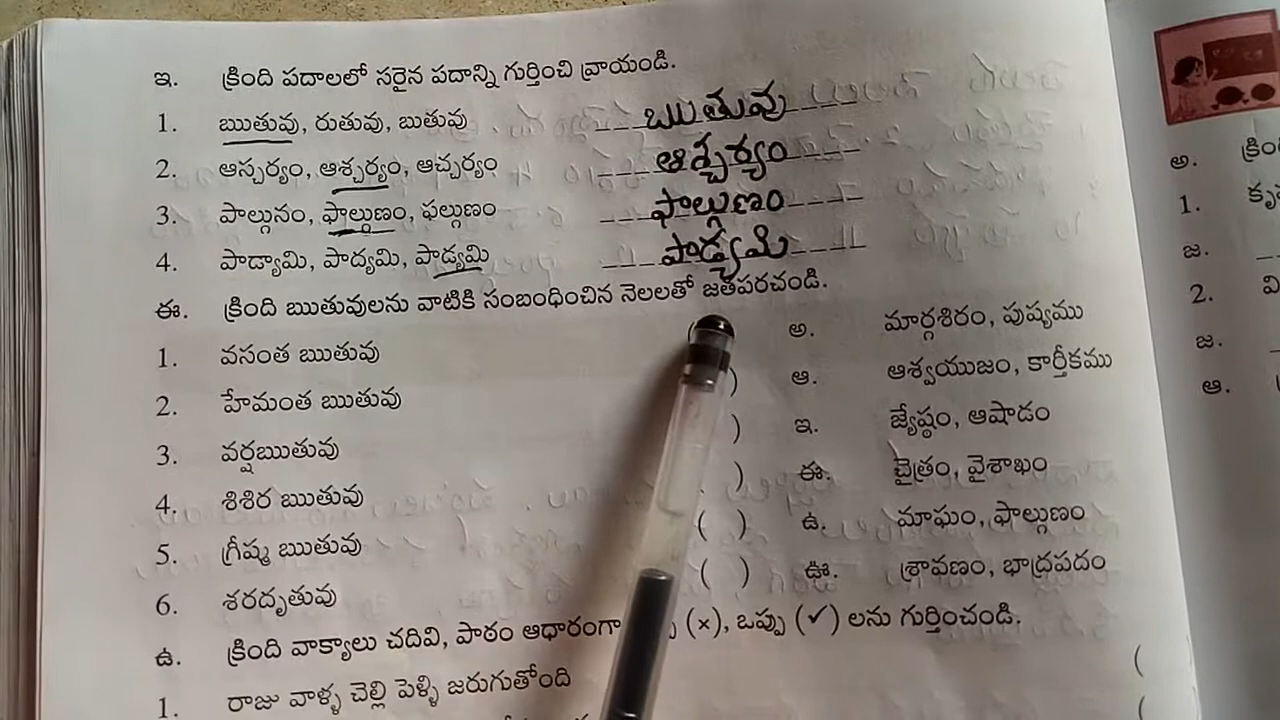 ఇ. క్రింది పదాలలో సరైన పదాన్ని గుర్తించి వ్రాయండి.
1. ఋతువు, రుతువు, బుతువు ఋతువు
2. ఆస్చర్యం, ఆశ్చర్యం, ఆచ్చర్యం ఆశ్చర్యం
3. పాల్గునం, ఫాల్గుణం, ఫల్గుణం ఫాల్గుణం
4. పాడ్యామి, పాద్యమి, పాడ్యమి పాడ్యమి
ఈ. క్రింది ఋతువులను వాటికి సంబంధించిన నెలలతో జతపరచండి.
1. వసంత ఋతువు అ. మార్గశిరం, పుష్యము
2. హేమంత ఋతువు ) ఆ. ఆశ్వయుజం, కార్తీకము
3. వర్షఋతువు ) ఇ. జ్యేష్ఠం, ఆషాడం
4. శిశిర ఋతువు ) ఈ. చైత్రం, వైశాఖం
5. గ్రీష్మ ఋతువు ( ) ఉ. మాఘం, ఫాల్గుణం
6. శరదృతువు ( ) ఊ. శ్రావణం, భాద్రపదం
ఉ. క్రింది వాక్యాలు చదివి, పాఠం ఆధారంగా (×), ఒప్పు (✓) లను గుర్తించండి.
1. రాజు వాళ్ళ చెల్లి పెళ్ళి జరుగుతోంది (
అ.
1.
జ.
2.
జ.
ఆ.